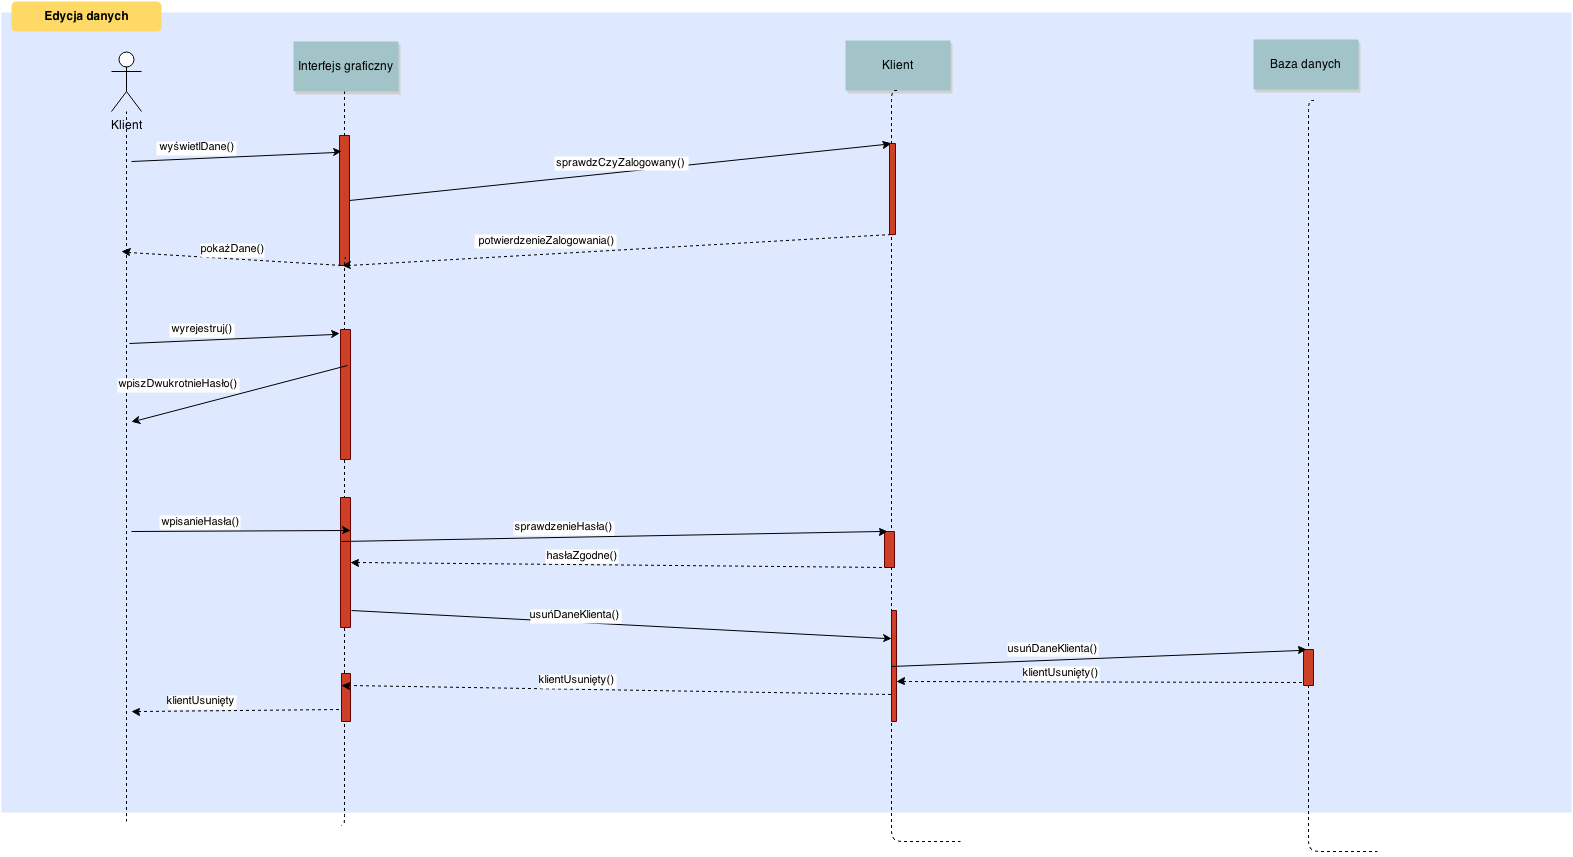 Edycja danych
Interfejs graficzny
Klient
Baza danych
Klient
wyświetlDane()
sprawdzCzyZalogowany()
potwierdzenieZalogowania()
pokażDane()
wyrejestruj()
wpiszDwukrotnieHasło()
wpisanieHasła()
sprawdzenieHasła()
hasłaZgodne()
usuńDaneKlienta()
usuńDaneKlienta()
klientUsunięty()
klientUsunięty()
klientUsunięty